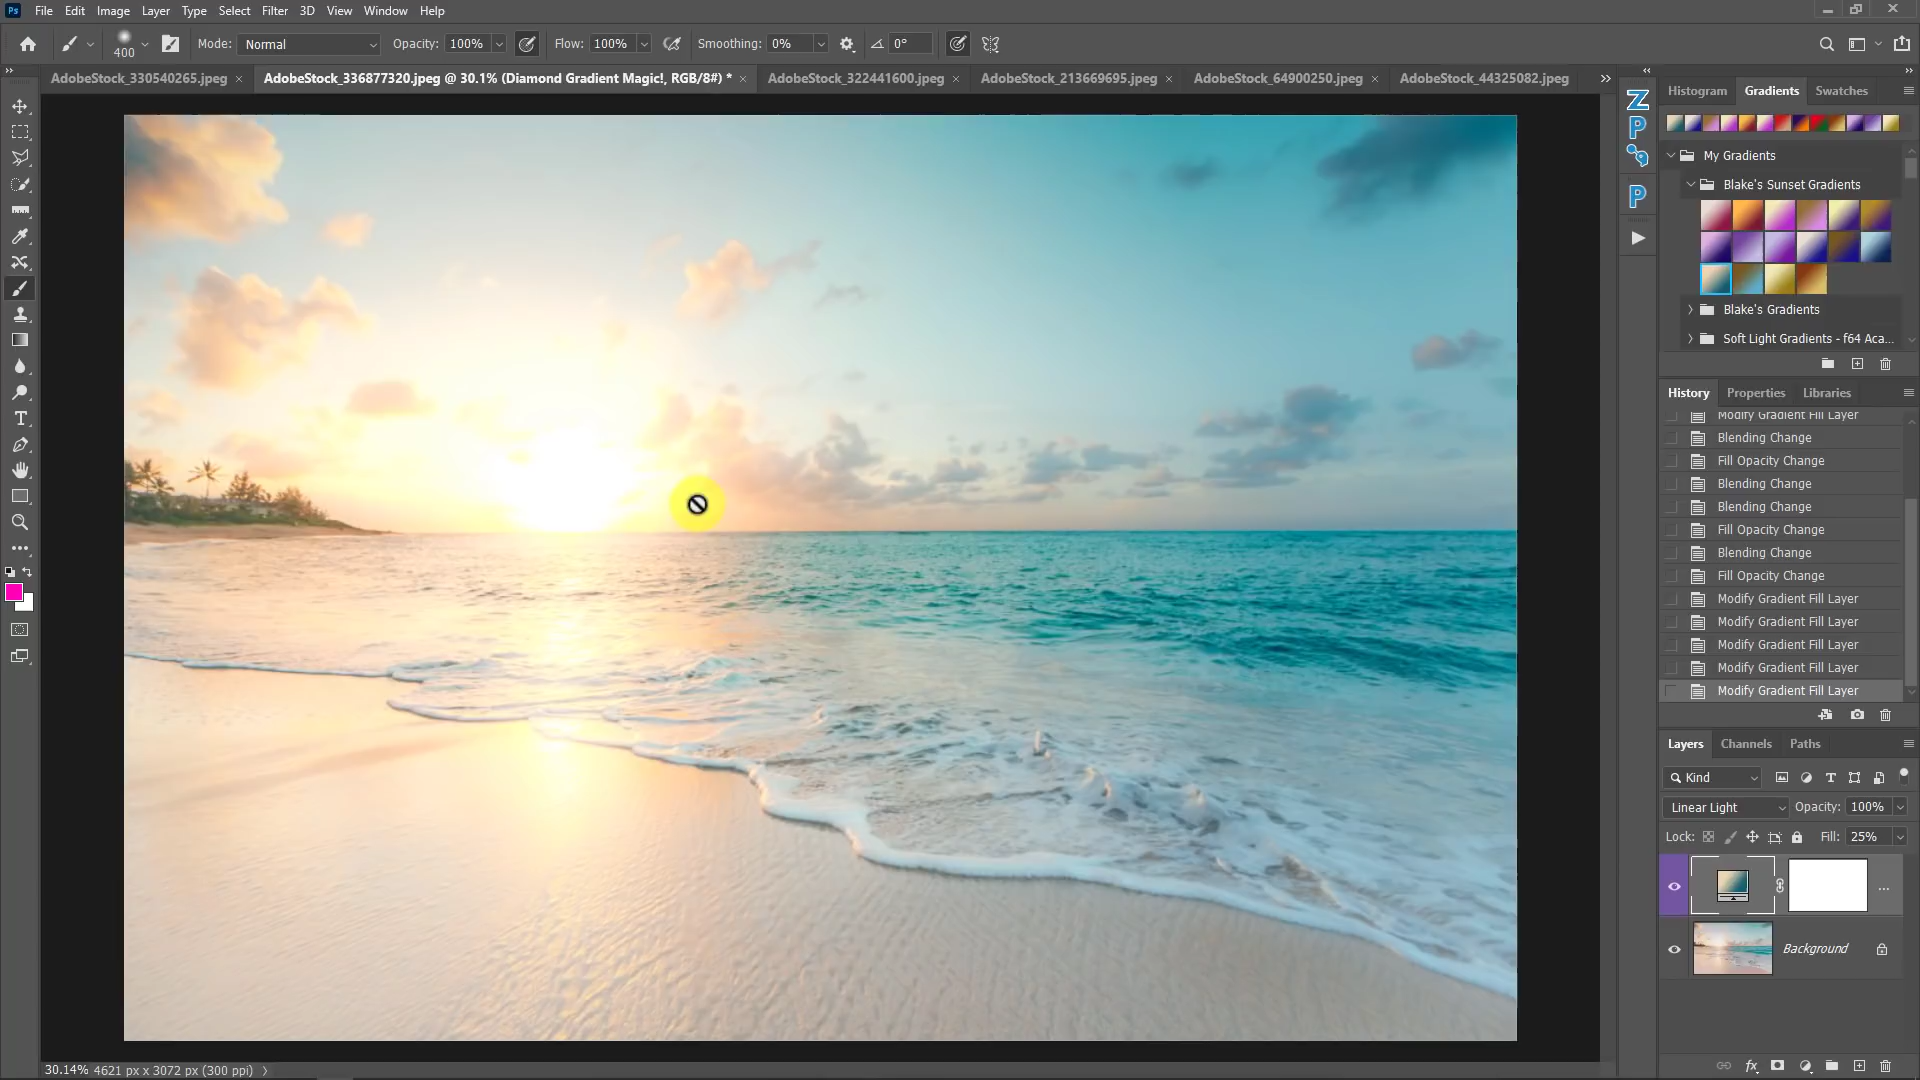 Ps File Edit Image Layer Type Select Filter 3D View Window Help
400 Mode: Normal Opacity: 100% Flow: 100% Smoothing: 0% 0°
AdobeStock_330540265.jpeg × AdobeStock_336877320.jpeg @ 30.1% (Diamond Gradient Magic!, RGB/8#) * × AdobeStock_322441600.jpeg × AdobeStock_213669695.jpeg × AdobeStock_64900250.jpeg × AdobeStock_44325082.jpeg
Z
P
P
Histogram Gradients Swatches
My Gradients
Blake's Sunset Gradients
Blake's Gradients
Soft Light Gradients - f64 Aca...
History Properties Libraries
Modify Gradient Fill Layer
Blending Change
Fill Opacity Change
Blending Change
Blending Change
Fill Opacity Change
Blending Change
Fill Opacity Change
Modify Gradient Fill Layer
Modify Gradient Fill Layer
Modify Gradient Fill Layer
Modify Gradient Fill Layer
Modify Gradient Fill Layer
Layers Channels Paths
Kind
Linear Light Opacity: 100%
Lock: Fill: 25%
...
Background
fx
30.14% 4621 px x 3072 px (300 ppi)